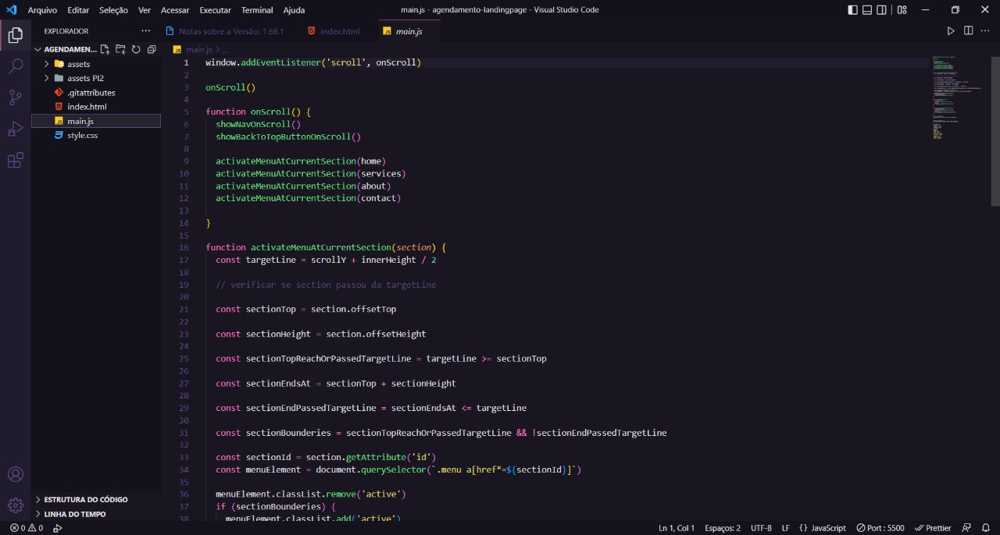 Arquivo Editar Seleção Ver Acessar Executar Terminal Ajuda
main.js - agendamento-landingpage - Visual Studio Code
EXPLORADOR
AGENDAMEN...
assets
assets PI2
.gitattributes
index.html
main.js
style.css
ESTRUTURA DO CÓDIGO
LINHA DO TEMPO
Notas sobre a Versão: 1.68.1
index.html
main.js
main.js > ...
1 window.addEventListener('scroll', onScroll)
2
3 onScroll()
4
5 function onScroll() {
6 showNavOnScroll()
7 showBackToTopButtonOnScroll()
8
9 activateMenuAtCurrentSection(home)
10 activateMenuAtCurrentSection(services)
11 activateMenuAtCurrentSection(about)
12 activateMenuAtCurrentSection(contact)
13
14 }
15
16 function activateMenuAtCurrentSection(section) {
17 const targetLine = scrollY + innerHeight / 2
18
19 // verificar se section passou da targetLine
20
21 const sectionTop = section.offsetTop
22
23 const sectionHeight = section.offsetHeight
24
25 const sectionTopReachOrPassedTargetLine = targetLine >= sectionTop
26
27 const sectionEndsAt = sectionTop + sectionHeight
28
29 const sectionEndPassedTargetLine = sectionEndsAt <= targetLine
30
31 const sectionBounderies = sectionTopReachOrPassedTargetLine && !sectionEndPassedTargetLine
32
33 const sectionId = section.getAttribute('id')
34 const menuElement = document.querySelector(`.menu a[href*=${sectionId}]`)
35
36 menuElement.classList.remove('active')
37 if (sectionBounderies) {
38 menuElement.classList.add('active')
0 0
Ln 1, Col 1 Espaços: 2 UTF-8 LF {} JavaScript Port : 5500 Prettier